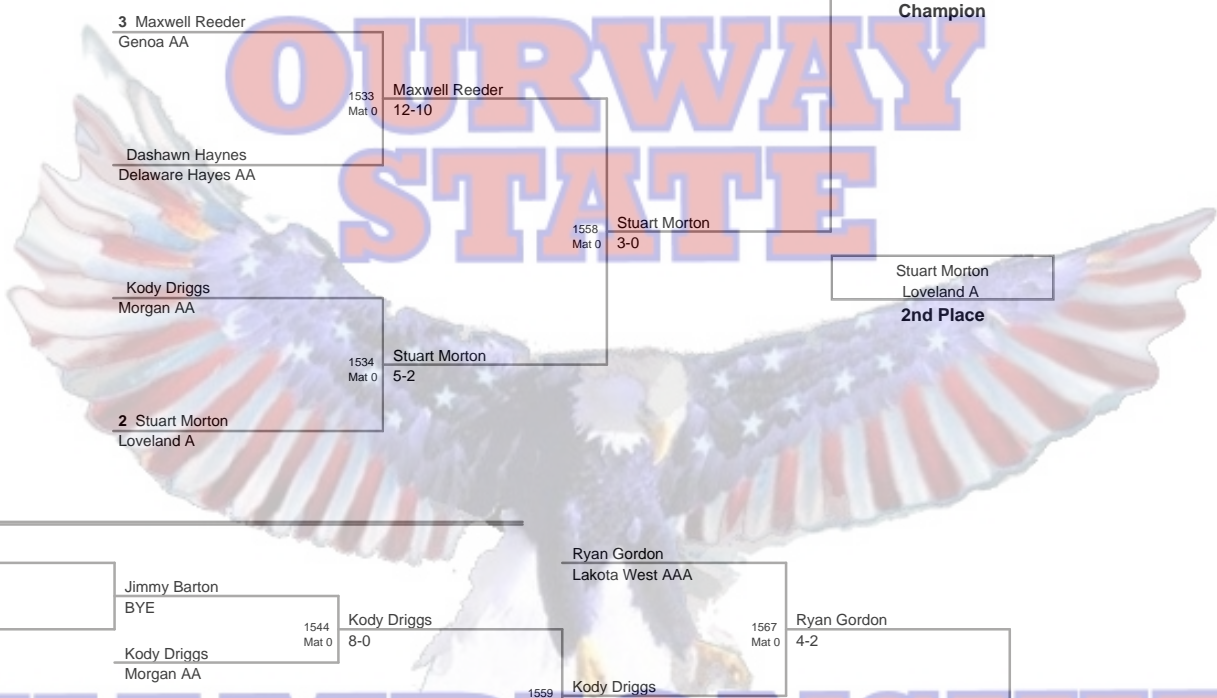 Champion
3 Maxwell Reeder
Genoa AA
OURWAY
STATE
1533
Mat 0
Maxwell Reeder
12-10
Dashawn Haynes
Delaware Hayes AA
1558
Mat 0
Stuart Morton
3-0
Stuart Morton
Loveland A
2nd Place
Kody Driggs
Morgan AA
1534
Mat 0
Stuart Morton
5-2
2 Stuart Morton
Loveland A
Ryan Gordon
Lakota West AAA
Jimmy Barton
BYE
1544
Mat 0
Kody Driggs
8-0
1567
Mat 0
Ryan Gordon
4-2
Kody Driggs
Morgan AA
1559
Kody Driggs